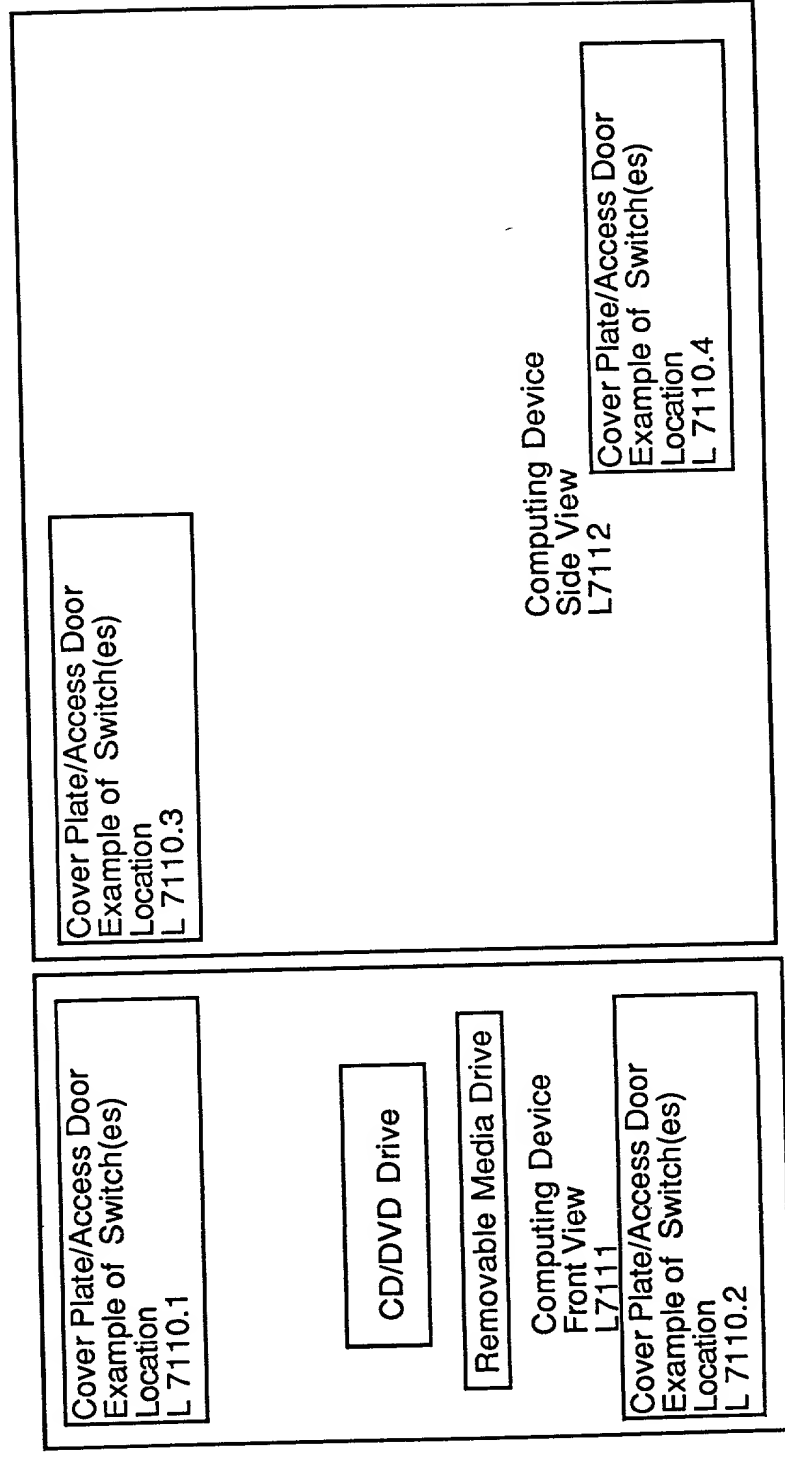 Cover Plate/Access Door
Example of Switch(es)
Location
L 7110.1
CD/DVD Drive
Removable Media Drive
Computing Device
Front View
L7111
Cover Plate/Access Door
Example of Switch(es)
Location
L 7110.2
Cover Plate/Access Door
Example of Switch(es)
Location
L 7110.3
Computing Device
Side View
L7112
Cover Plate/Access Door
Example of Switch(es)
Location
L 7110.4